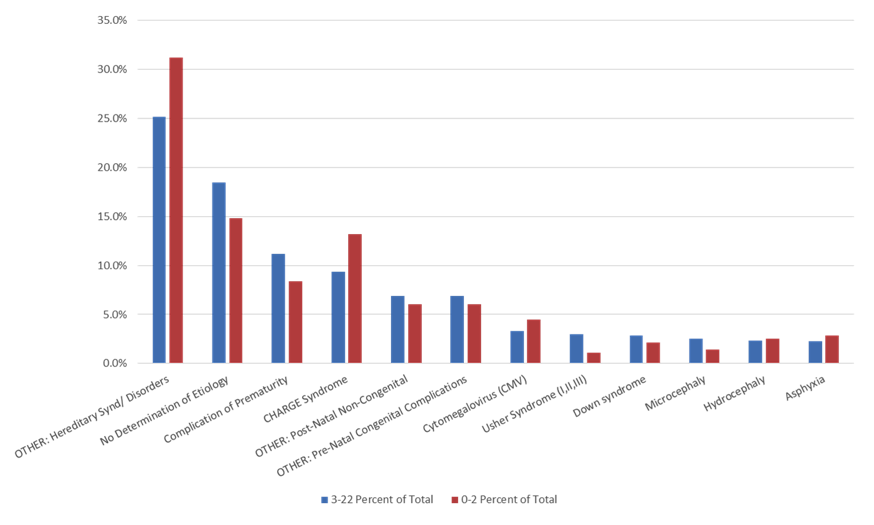 35.0%
30.0%
25.0%
20.0%
15.0%
10.0%
5.0%
0.0%
OTHER: Hereditary Synd/ Disorders
No Determination of Etiology
Complication of Prematurity
CHARGE Syndrome
OTHER: Post-Natal Non-Congenital
OTHER: Pre-Natal Congenital Complications
Cytomegalovirus (CMV)
Usher Syndrome (I,II,III)
Down syndrome
Microcephaly
Hydrocephaly
Asphyxia
3-22 Percent of Total
0-2 Percent of Total